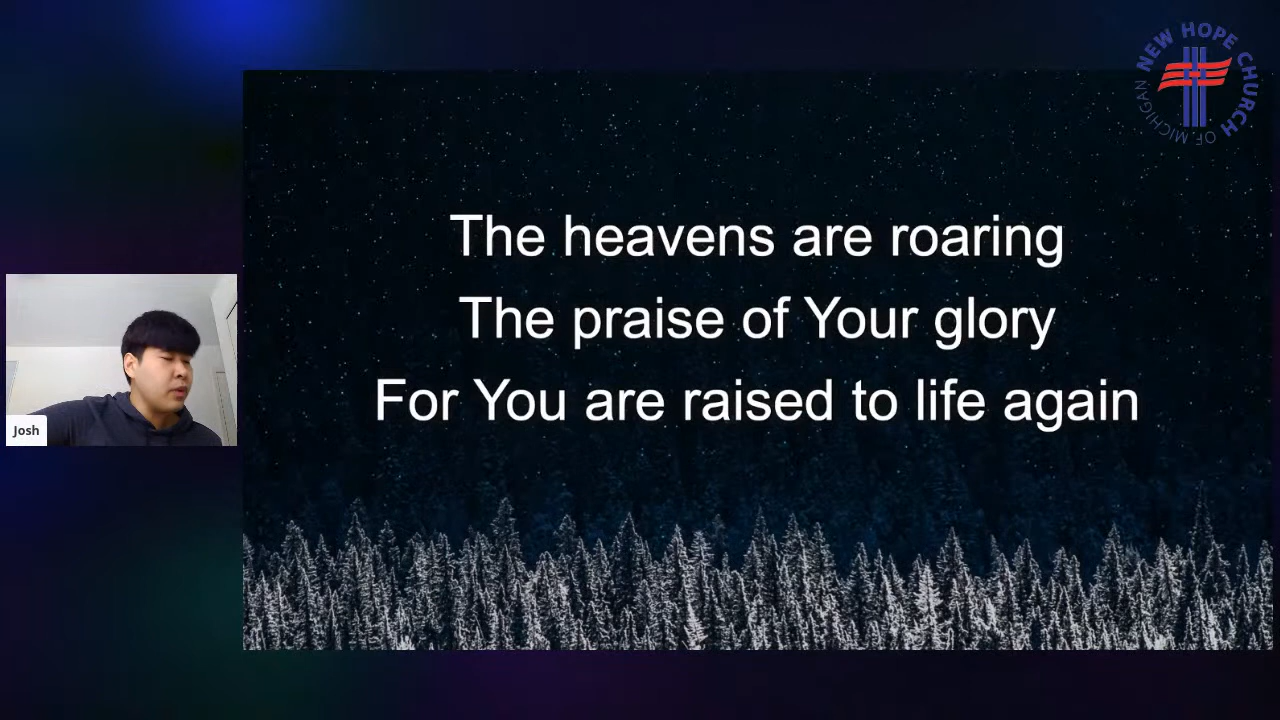 NEW HOPE CHURCH
OF MICHIGAN
The heavens are roaring
The praise of Your glory
For You are raised to life again
Josh